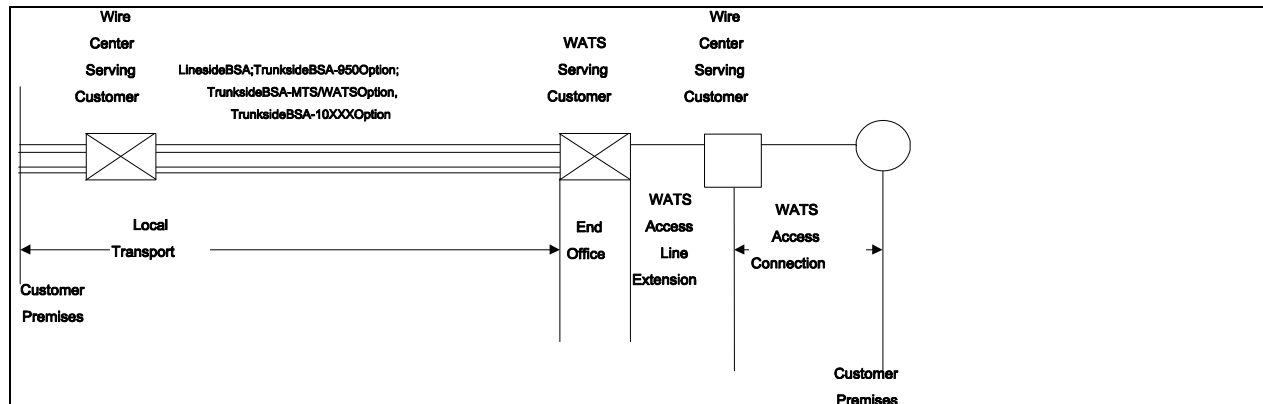 Wire
Center
Serving
Customer
LinesideBSA;TrunksideBSA-950Option;
TrunksideBSA-MTS/WATSOption,
TrunksideBSA-10XXXOption
WATS
Serving
Customer
Wire
Center
Serving
Customer
Local
Transport
End
Office
WATS
Access
Line
Extension
WATS
Access
Connection
Customer
Premises
Customer
Premises